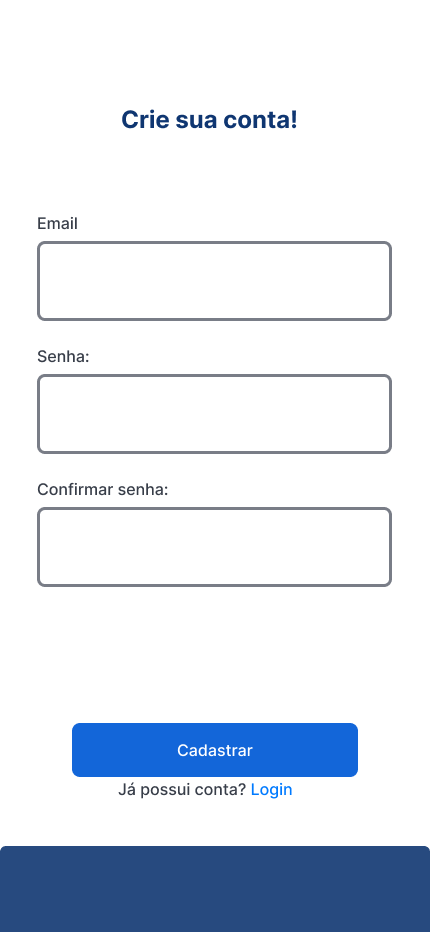 Crie sua conta!
Email
Senha:
Confirmar senha:
Cadastrar
Já possui conta? Login